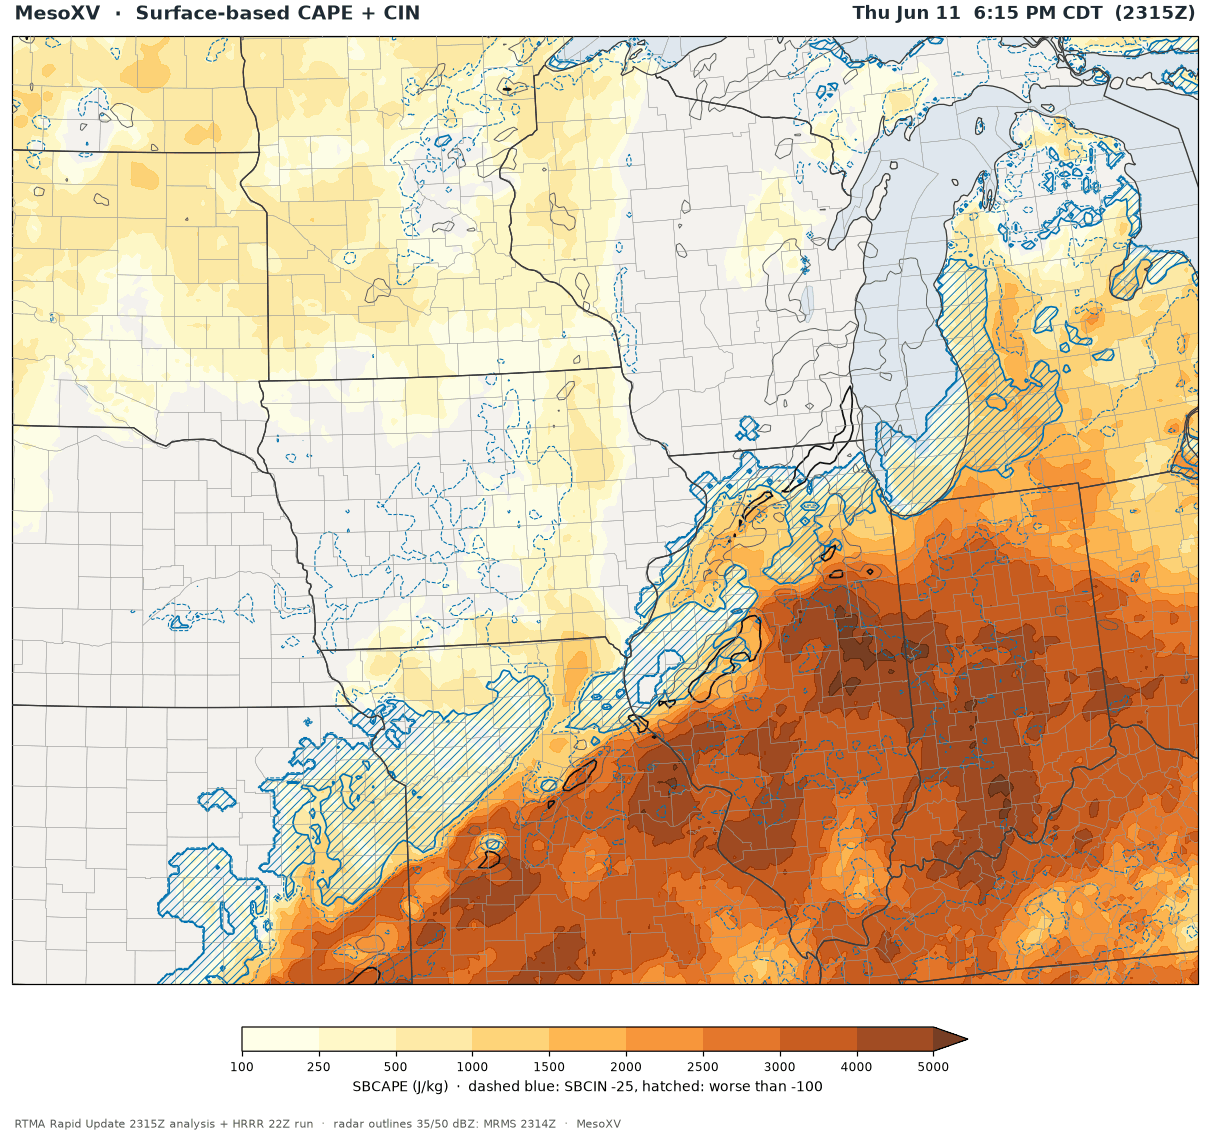 MesoXV · Surface-based CAPE + CIN
Thu Jun 11 6:15 PM CDT (2315Z)
100 250 500 1000 1500 2000 2500 3000 4000 5000
SBCAPE (J/kg) · dashed blue: SBCIN -25, hatched: worse than -100
RTMA Rapid Update 2315Z analysis + HRRR 22Z run · radar outlines 35/50 dBZ: MRMS 2314Z · MesoXV